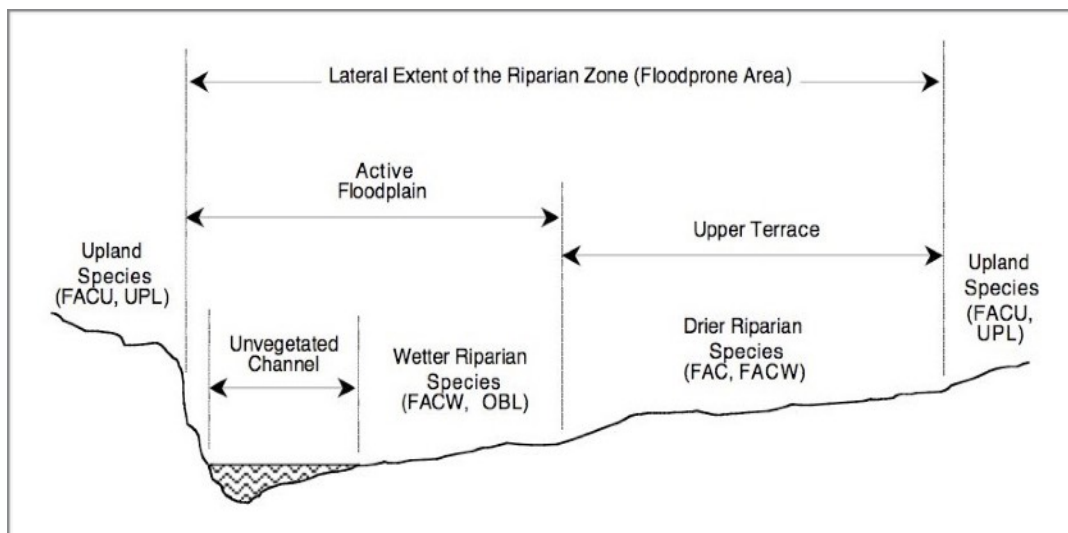 Lateral Extent of the Riparian Zone (Floodprone Area)
Active
Floodplain
Upper Terrace
Upland
Species
(FACU, UPL)
Unvegetated
Channel
Wetter Riparian
Species
(FACW, OBL)
Drier Riparian
Species
(FAC, FACW)
Upland
Species
(FACU,
UPL)